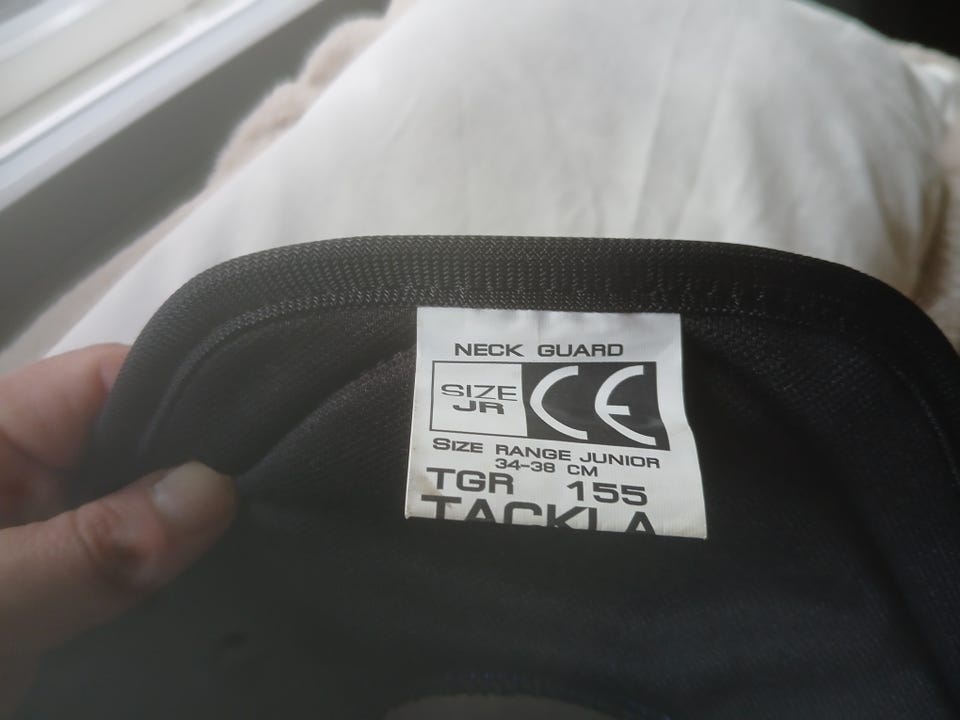 NECK GUARD
SIZE
JR
CE
SIZE RANGE JUNIOR
34-38 CM
TGR 155
TACKLA